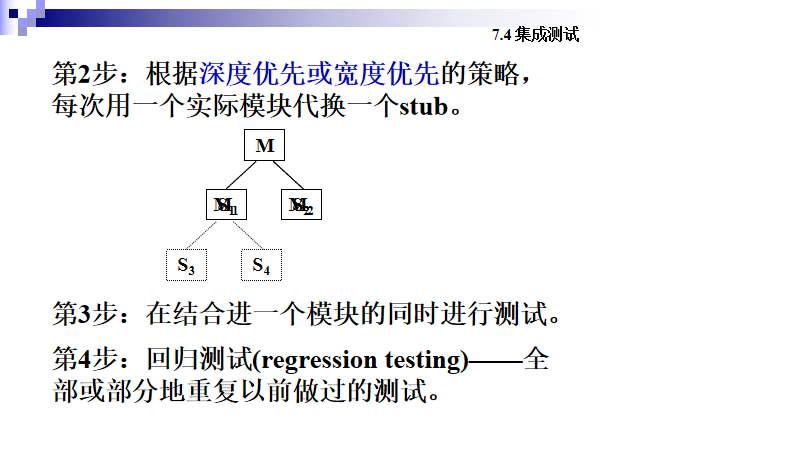 7.4 集成测试
第2步：根据深度优先或宽度优先的策略，
每次用一个实际模块代换一个stub。
M
S₃ S₄
第3步：在结合进一个模块的同时进行测试。
第4步：回归测试(regression testing)——全
部或部分地重复以前做过的测试。